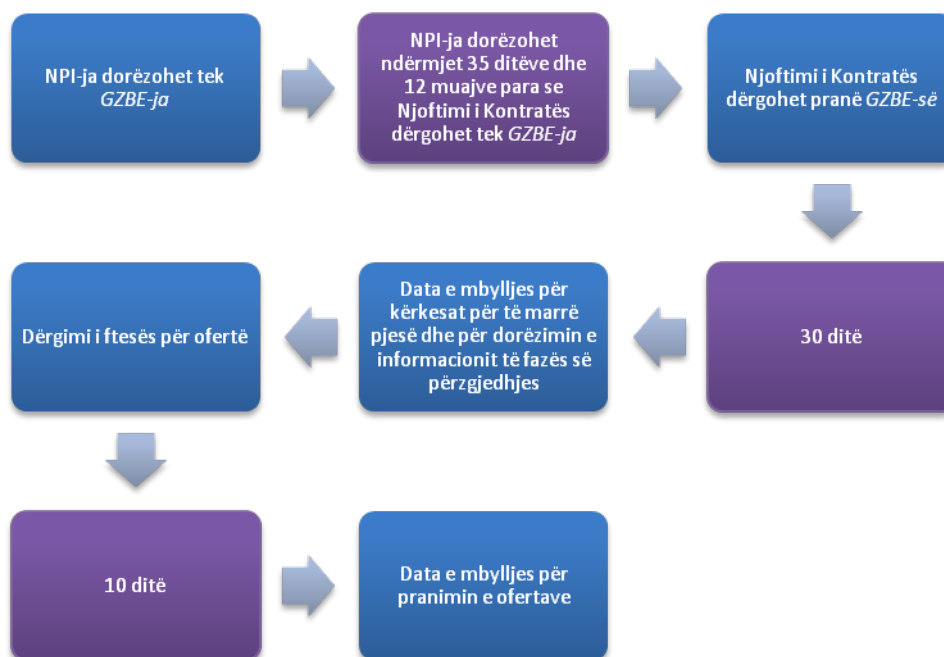 NPI-ja dorëzohet tek
GZBE-ja
NPI-ja dorëzohet
ndërmjet 35 ditëve dhe
12 muajve para se
Njoftimi i Kontratës
dërgohet tek GZBE-ja
Njoftimi i Kontratës
dërgohet pranë GZBE-së
30 ditë
Data e mbylljes për
kërkesat për të marrë
pjesë dhe për dorëzimin e
informacionit të fazës së
përzgjedhjes
Dërgimi i ftesës për ofertë
10 ditë
Data e mbylljes për
pranimin e ofertave